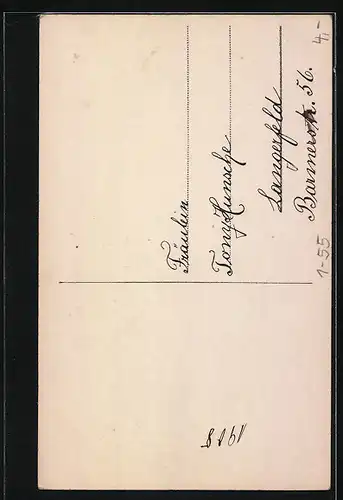 Fräulein
Tony Hunsche
Langerfeld
Barmerstr. 56.
4,-
1-55
1918